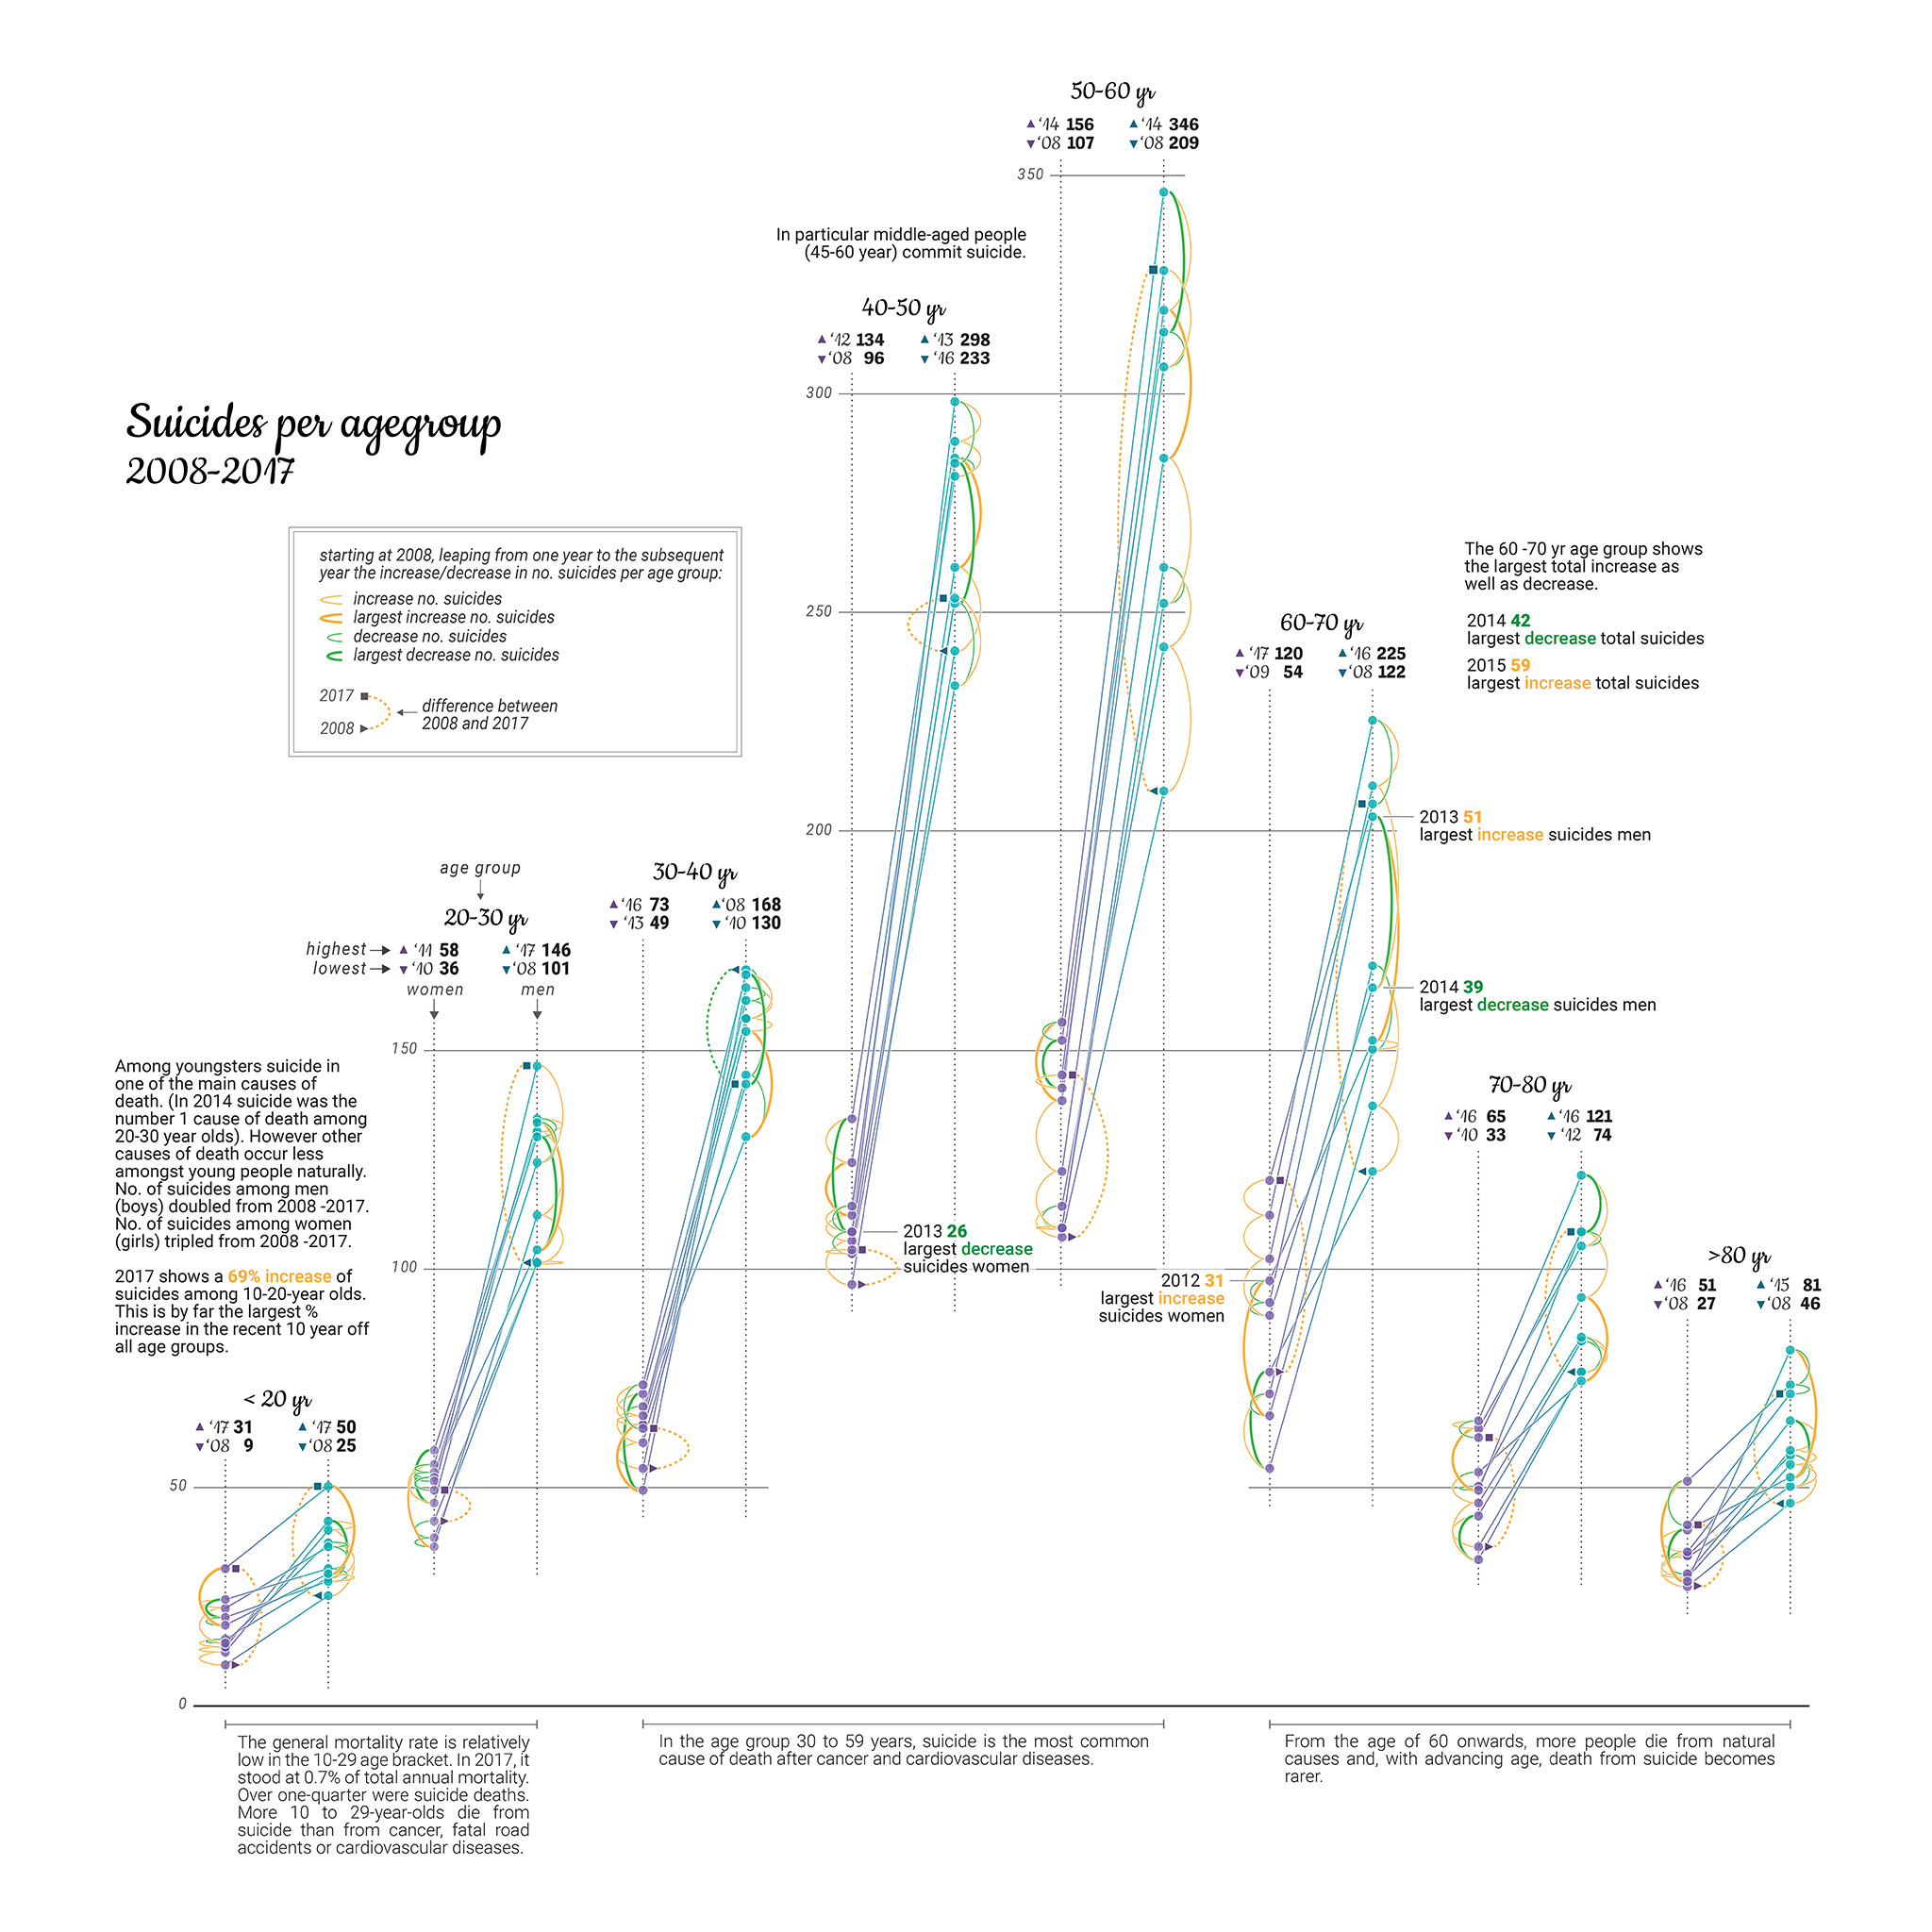 50-60 yr
▲ '14 156 ▲ '14 346
▼ '08 107 ▼ '08 209
350
In particular middle-aged people
(45-60 year) commit suicide.
40-50 yr
▲ '12 134 ▲ '13 298
▼ '08 96 ▼ '16 233
300
Suicides per agegroup
2008-2017
starting at 2008, leaping from one year to the subsequent
year the increase/decrease in no. suicides per age group:
increase no. suicides
largest increase no. suicides
decrease no. suicides
largest decrease no. suicides
2017
difference between
2008 and 2017
2008
The 60 -70 yr age group shows
the largest total increase as
well as decrease.
2014 42
largest decrease total suicides
2015 59
largest increase total suicides
250
60-70 yr
▲ '17 120 ▲ '16 225
▼ '09 54 ▼ '08 122
200
2013 51
largest increase suicides men
2014 39
largest decrease suicides men
age group
20-30 yr
highest ▲ '11 58 ▲ '17 146
lowest ▼ '10 36 ▼ '08 101
women men
30-40 yr
▲ '16 73 ▲ '08 168
▼ '13 49 ▼ '10 130
150
Among youngsters suicide in
one of the main causes of
death. (In 2014 suicide was the
number 1 cause of death among
20-30 year olds). However other
causes of death occur less
amongst young people naturally.
No. of suicides among men
(boys) doubled from 2008 -2017.
No. of suicides among women
(girls) tripled from 2008 -2017.
2017 shows a 69% increase of
suicides among 10-20-year olds.
This is by far the largest %
increase in the recent 10 year off
all age groups.
100
2013 26
largest decrease
suicides women
2012 31
largest increase
suicides women
70-80 yr
▲ '16 65 ▲ '16 121
▼ '10 33 ▼ '12 74
>80 yr
▲ '16 51 ▲ '15 81
▼ '08 27 ▼ '08 46
< 20 yr
▲ '17 31 ▲ '17 50
▼ '08 9 ▼ '08 25
50
0
The general mortality rate is relatively
low in the 10-29 age bracket. In 2017, it
stood at 0.7% of total annual mortality.
Over one-quarter were suicide deaths.
More 10 to 29-year-olds die from
suicide than from cancer, fatal road
accidents or cardiovascular diseases.
In the age group 30 to 59 years, suicide is the most common
cause of death after cancer and cardiovascular diseases.
From the age of 60 onwards, more people die from natural
causes and, with advancing age, death from suicide becomes
rarer.